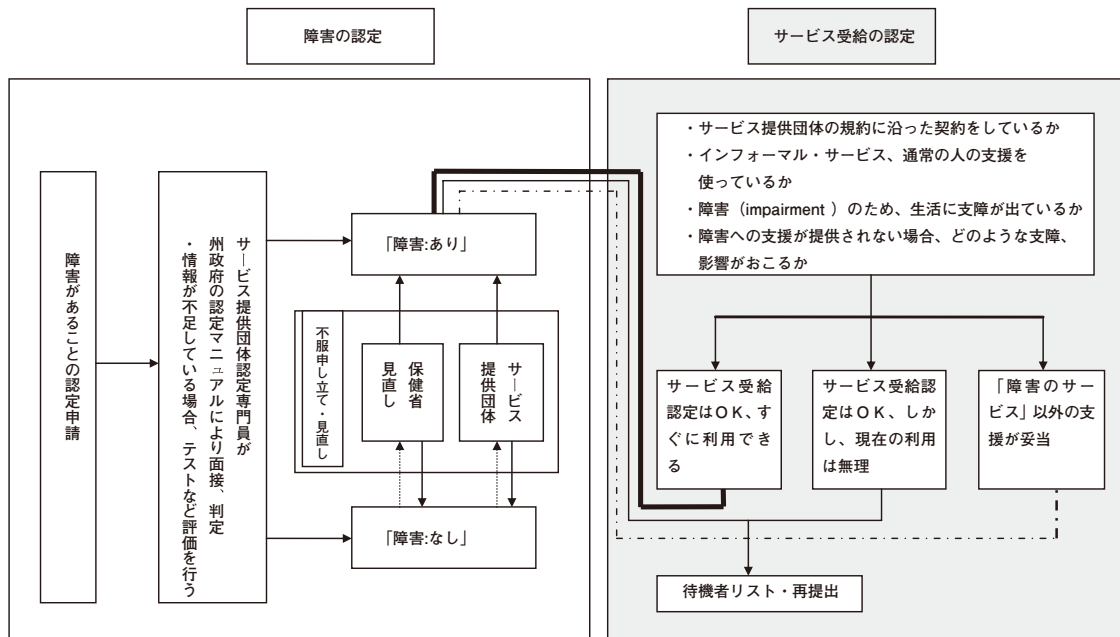 障害の認定
サービス受給の認定
障害があることの認定申請
サービス提供団体認定専門員が
州政府の認定マニュアルにより面接、判定
・情報が不足している場合、テストなど評価を行う
「障害:あり」
不服申し立て・見直し
保健省
見直し
サービス
提供団体
「障害:なし」
・サービス提供団体の規約に沿った契約をしているか
・インフォーマル・サービス、通常の人の支援を
使っているか
・障害（impairment ）のため、生活に支障が出ているか
・障害への支援が提供されない場合、どのような支障、
影響がおこるか
サービス受給
認定はＯＫ、す
ぐに利用でき
る
サービス受給認
定はＯＫ、しか
し、現在の利用
は無理
「障害のサー
ビス」以外の支
援が妥当
待機者リスト・再提出